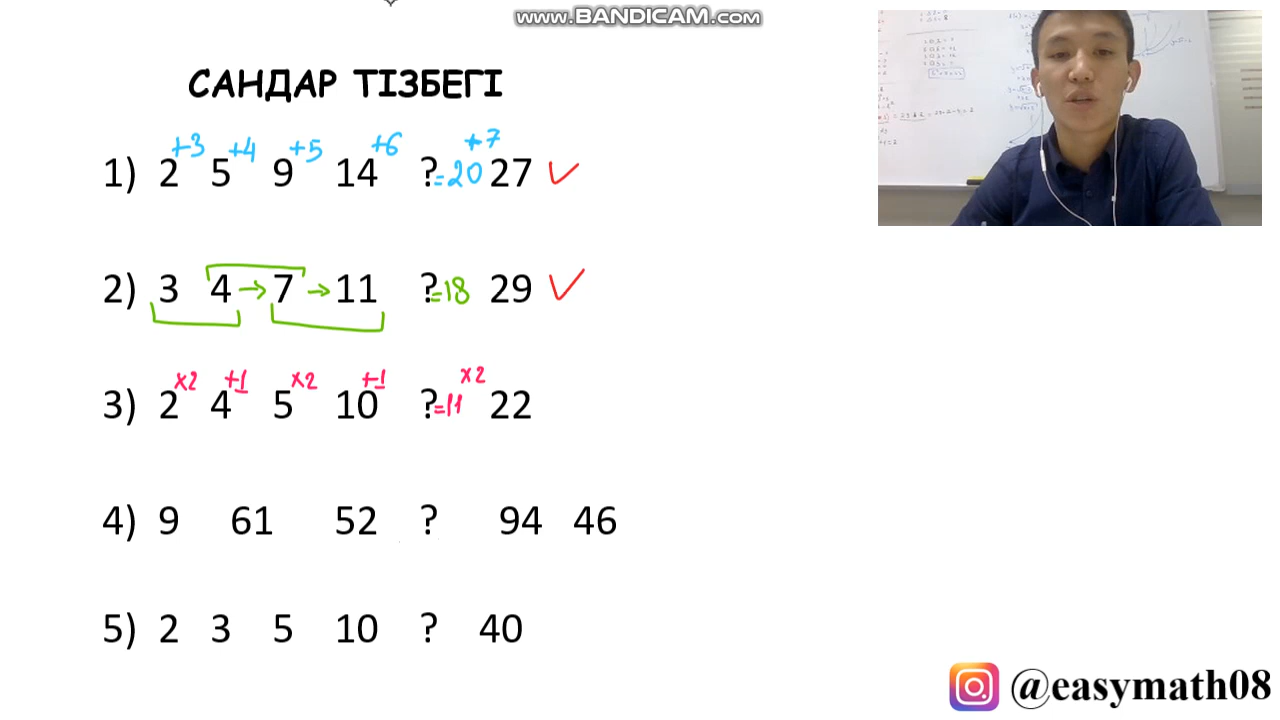 www.BANDICAM.com
САНДАР ТІЗБЕГІ
+3 +4 +5 +6 +7
1) 2 5 9 14 ?=20 27 ✓
2) 3 4→7→11 ?=18 29 ✓
×2 +1 ×2 +1 ×2
3) 2 4 5 10 ?=11 22
4) 9 61 52 ? 94 46
5) 2 3 5 10 ? 40
@easymath08